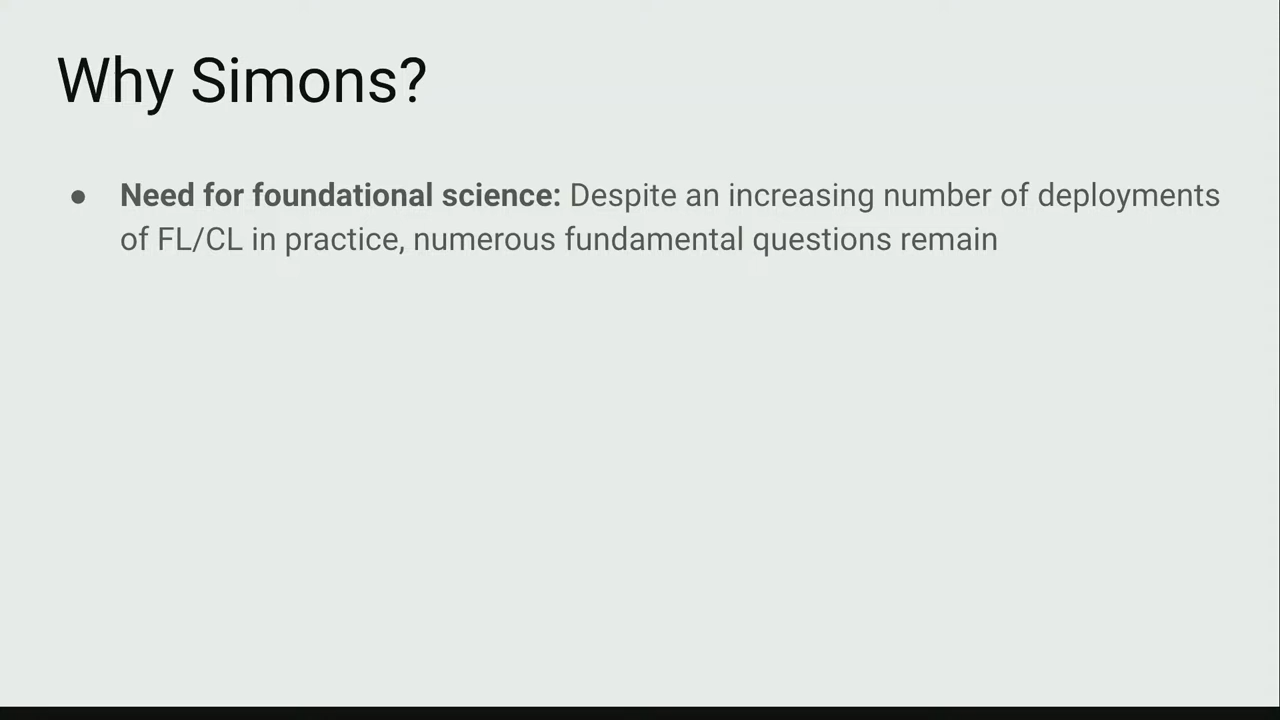 Why Simons?
● Need for foundational science: Despite an increasing number of deployments
of FL/CL in practice, numerous fundamental questions remain